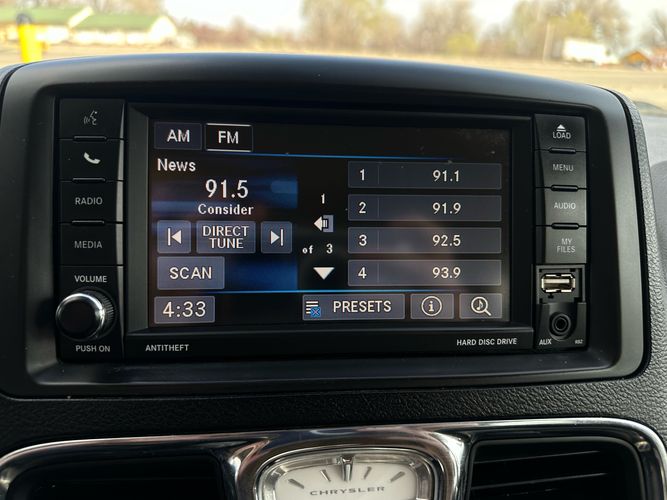 AM FM
News
91.5
Consider
DIRECT
TUNE
SCAN
4:33
1
of 3
1 91.1
2 91.9
3 92.5
4 93.9
PRESETS
i
RADIO
MEDIA
VOLUME
PUSH ON
ANTITHEFT
HARD DISC DRIVE
LOAD
MENU
AUDIO
MY
FILES
AUX
RB2
CHRYSLER